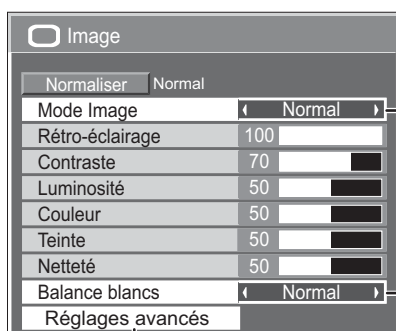 Image
Normaliser Normal
Mode Image Normal
Rétro-éclairage 100
Contraste 70
Luminosité 50
Couleur 50
Teinte 50
Netteté 50
Balance blancs Normal
Réglages avancés